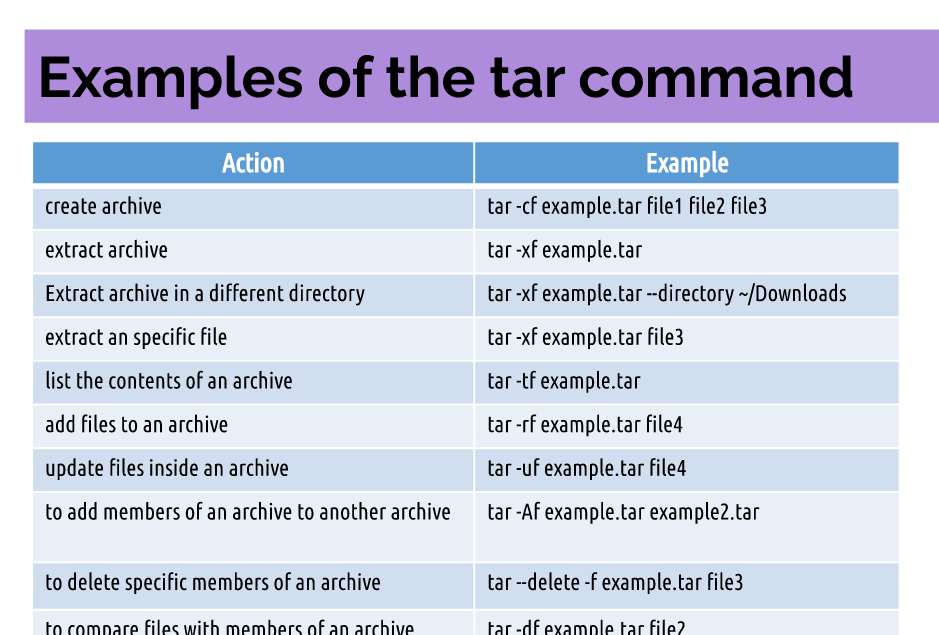 Examples of the tar command
Action Example
create archive tar -cf example.tar file1 file2 file3
extract archive tar -xf example.tar
Extract archive in a different directory tar -xf example.tar --directory ~/Downloads
extract an specific file tar -xf example.tar file3
list the contents of an archive tar -tf example.tar
add files to an archive tar -rf example.tar file4
update files inside an archive tar -uf example.tar file4
to add members of an archive to another archive tar -Af example.tar example2.tar
to delete specific members of an archive tar --delete -f example.tar file3
to compare files with members of an archive tar -df example.tar file2